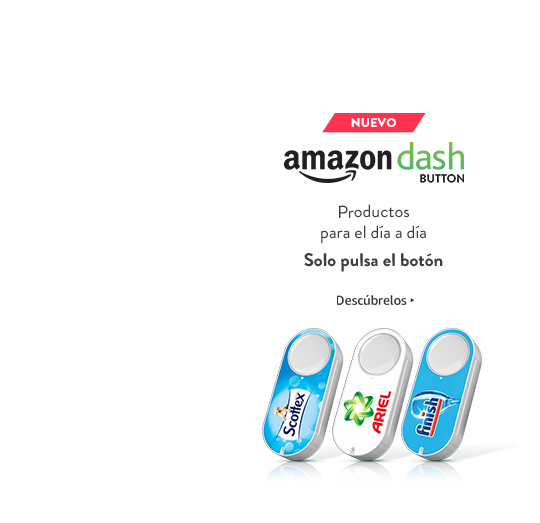 NUEVO
amazon dash
BUTTON
Productos
para el día a día
Solo pulsa el botón
Descúbrelos ▸
Scottex
ARIEL
finish